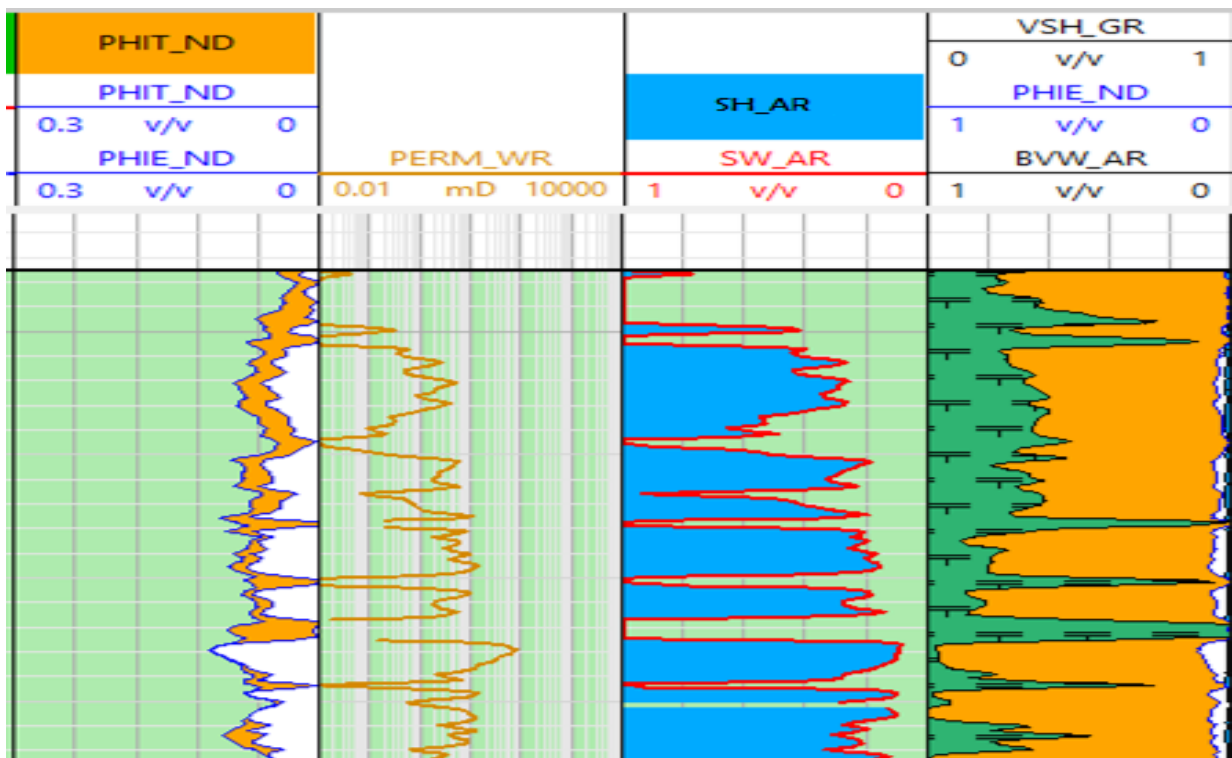 PHIT_ND
PHIT_ND
0.3 v/v 0
PHIE_ND
0.3 v/v 0
PERM_WR
0.01 mD 10000
SH_AR
SW_AR
1 v/v 0
VSH_GR
0 v/v 1
PHIE_ND
1 v/v 0
BVW_AR
1 v/v 0